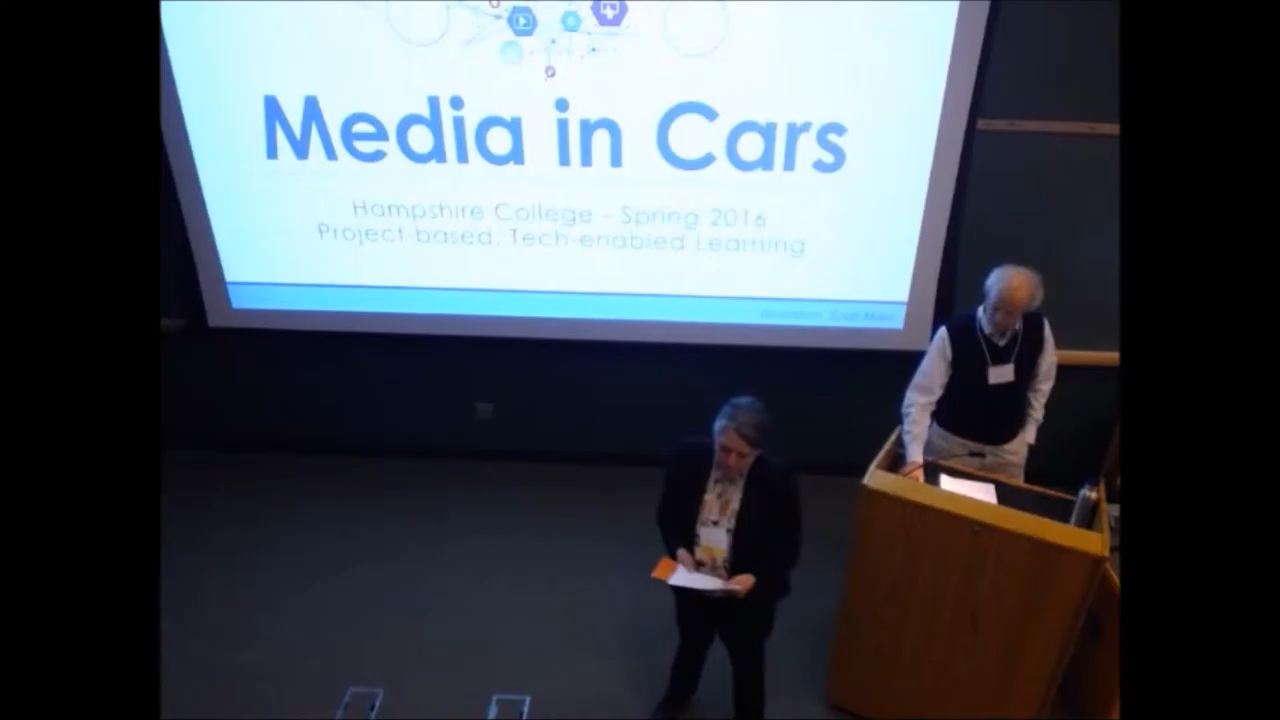 Media in Cars
Hampshire College - Spring 2016
Project-based, Tech-enabled Learning